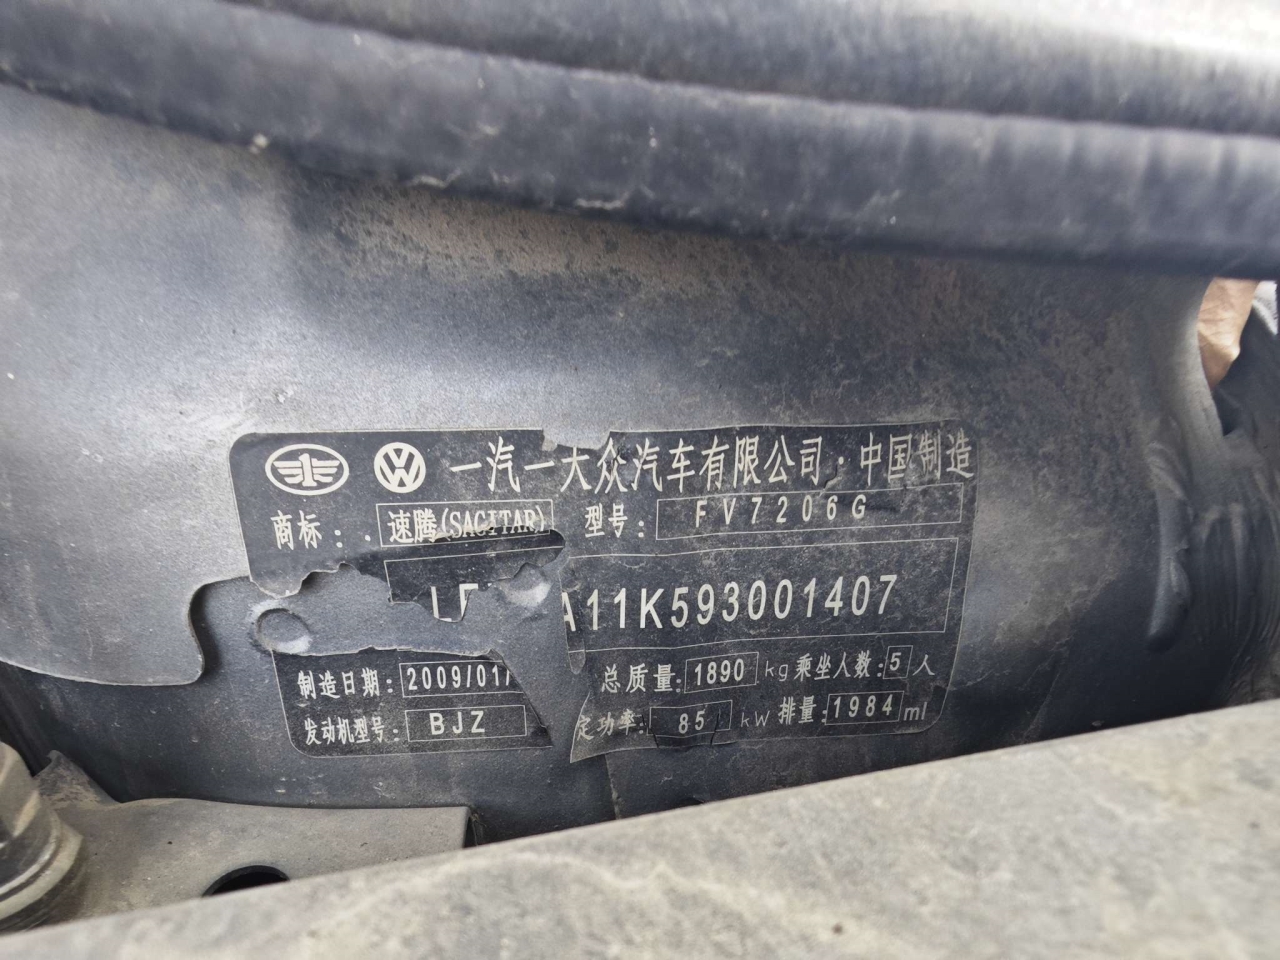 一汽一大众汽车有限公司·中国制造
商标: 速腾(SAGITAR) 型号: FV7206G
A11K593001407
制造日期: 2009/01/ 总质量: 1890 kg 乘坐人数: 5 人
发动机型号: BJZ 定功率: 85 kW 排量: 1984 ml